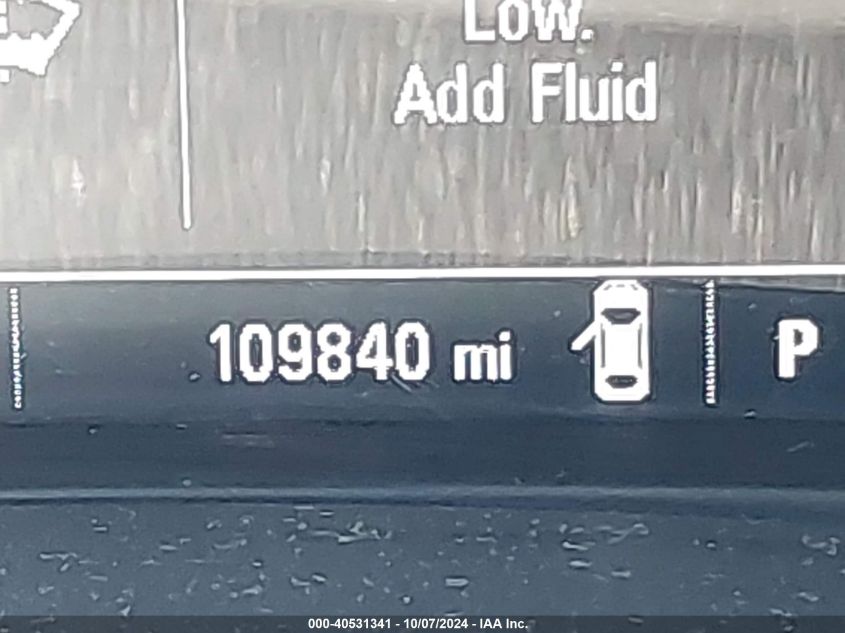 Low.
Add Fluid
109840 mi
P
000-40531341 - 10/07/2024 - IAA Inc.